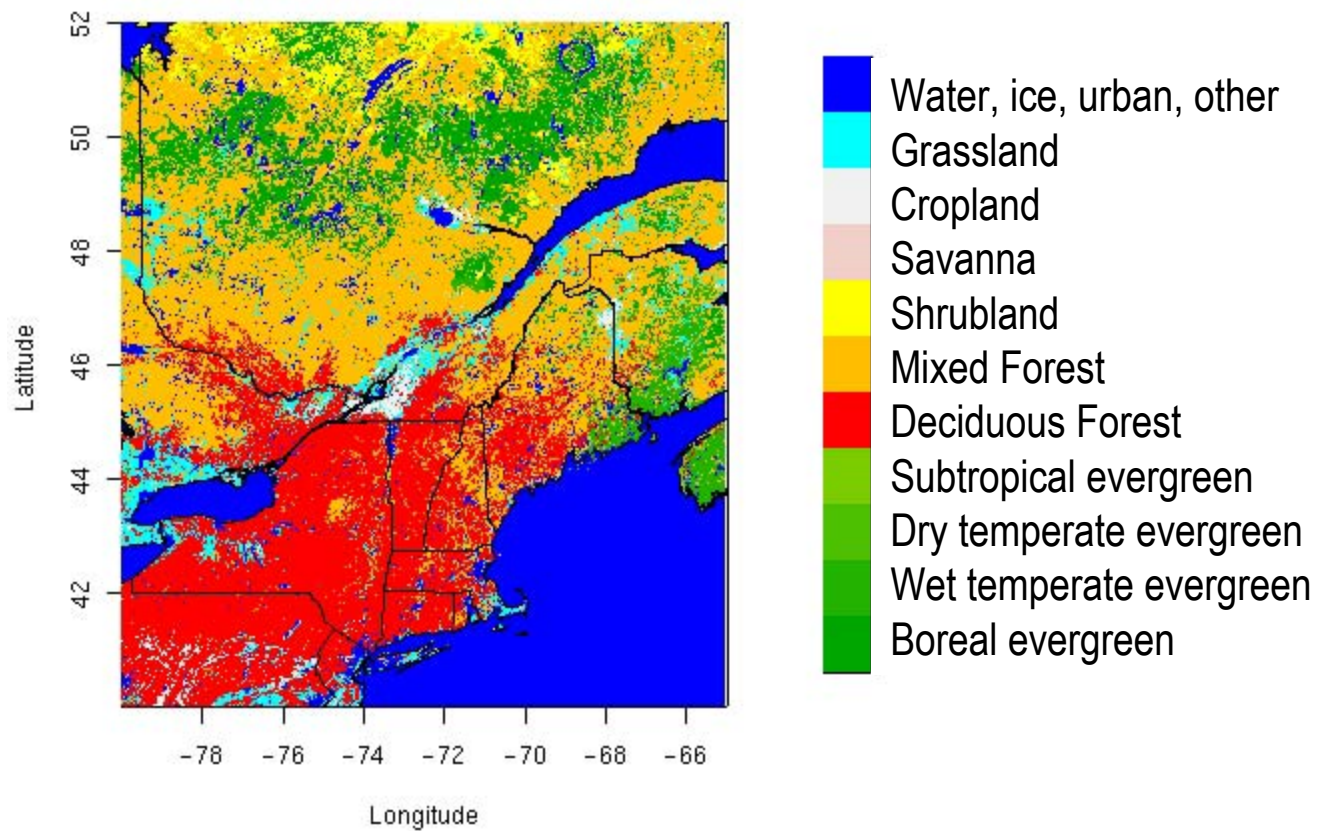 52
50
48
46
44
42
Latitude
-78 -76 -74 -72 -70 -68 -66
Longitude
Water, ice, urban, other
Grassland
Cropland
Savanna
Shrubland
Mixed Forest
Deciduous Forest
Subtropical evergreen
Dry temperate evergreen
Wet temperate evergreen
Boreal evergreen